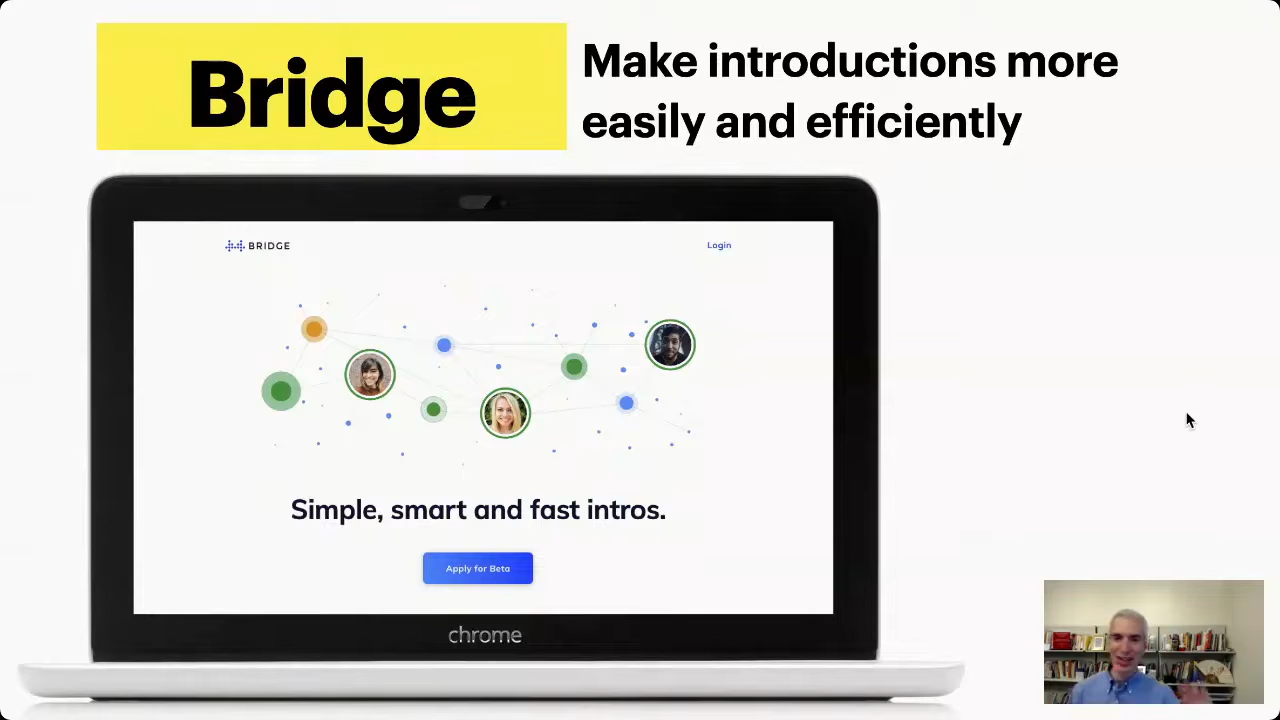 Bridge
Make introductions more
easily and efficiently
BRIDGE
Login
Simple, smart and fast intros.
Apply for Beta
chrome